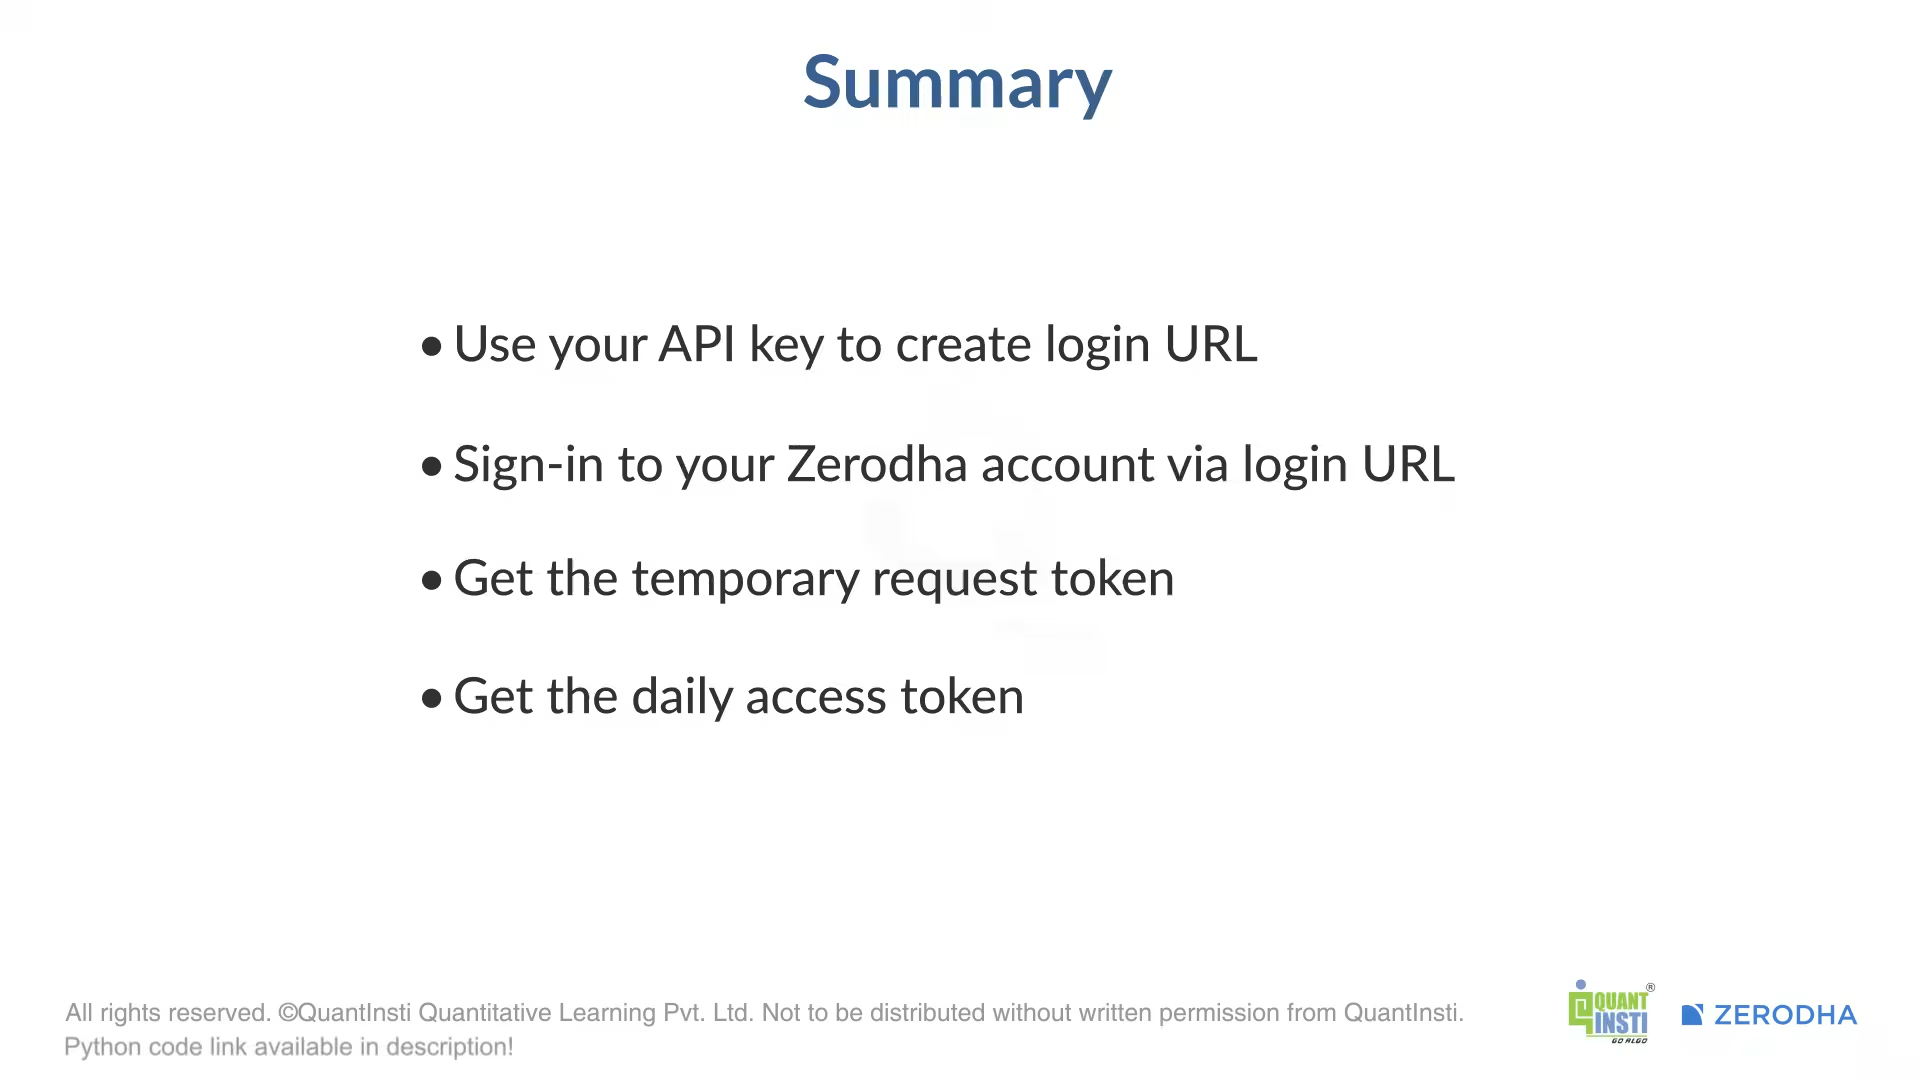 Summary
• Use your API key to create login URL
• Sign-in to your Zerodha account via login URL
• Get the temporary request token
• Get the daily access token
All rights reserved. ©QuantInsti Quantitative Learning Pvt. Ltd. Not to be distributed without written permission from QuantInsti.
Python code link available in description!
QUANT®
INSTI
GO ALGO
ZERODHA